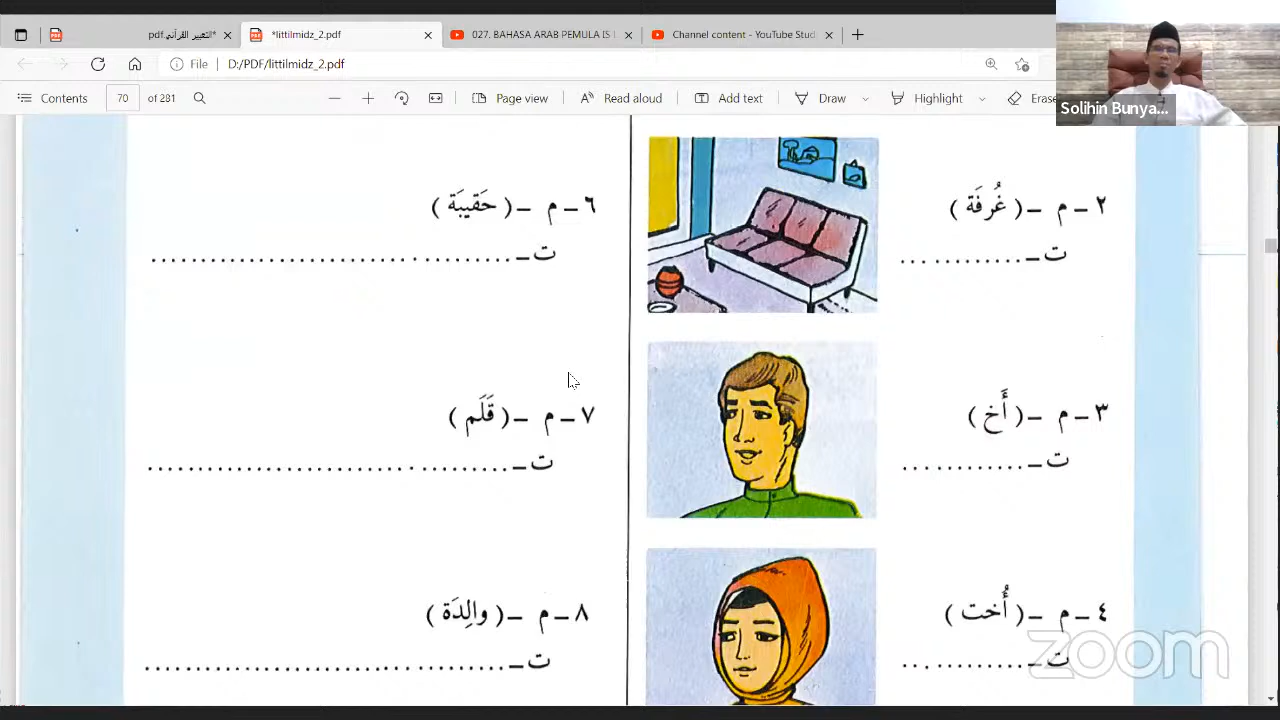 التعبير القرآني.pdf*
*littilmidz_2.pdf
027. BAHASA ARAB PEMULA IS
Channel content - YouTube Stud
File
D:/PDF/littilmidz_2.pdf
Contents
70
of 281
Page view
Read aloud
Add text
Draw
Highlight
Erase
Solihin Bunya...
٢ - م - ( غُرفَة )
ت - ............
٣ - م - ( أَخ )
ت - ............
٤ - م - ( أُخت )
ت - ............
٦ - م - ( حَقيبَة )
ت - ..............................
٧ - م - ( قَلَم )
ت - ..............................
٨ - م - ( والِدَة )
ت - ..............................
zoom